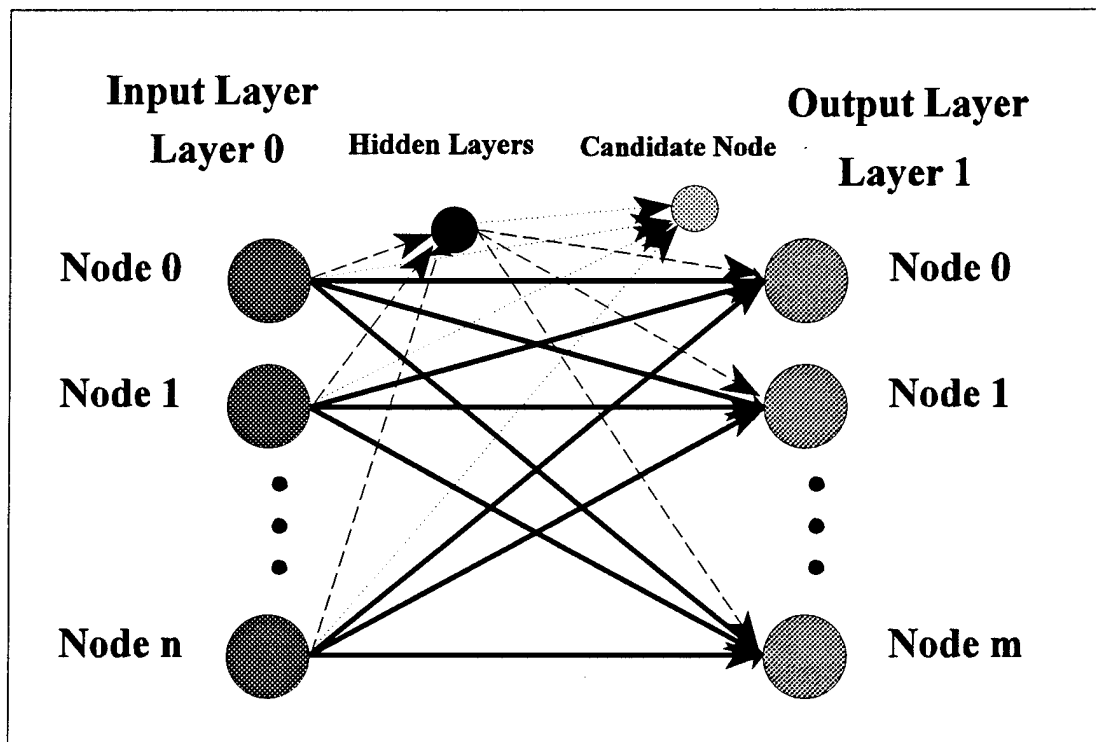 Input Layer
Layer 0
Hidden Layers
Candidate Node
Output Layer
Layer 1
Node 0
Node 0
Node 1
Node 1
Node n
Node m